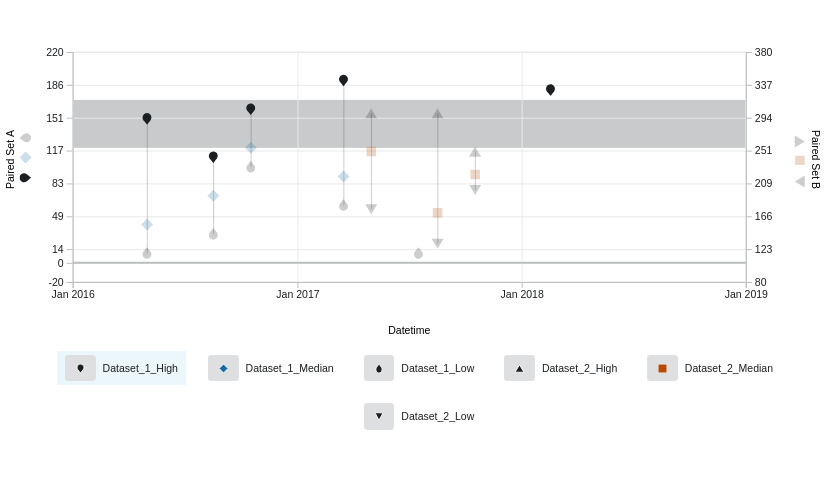 220
186
151
117
83
49
14
0
-20
380
337
294
251
209
166
123
80
Paired Set A
Paired Set B
Jan 2016
Jan 2017
Jan 2018
Jan 2019
Datetime
Dataset_1_High
Dataset_1_Median
Dataset_1_Low
Dataset_2_High
Dataset_2_Median
Dataset_2_Low